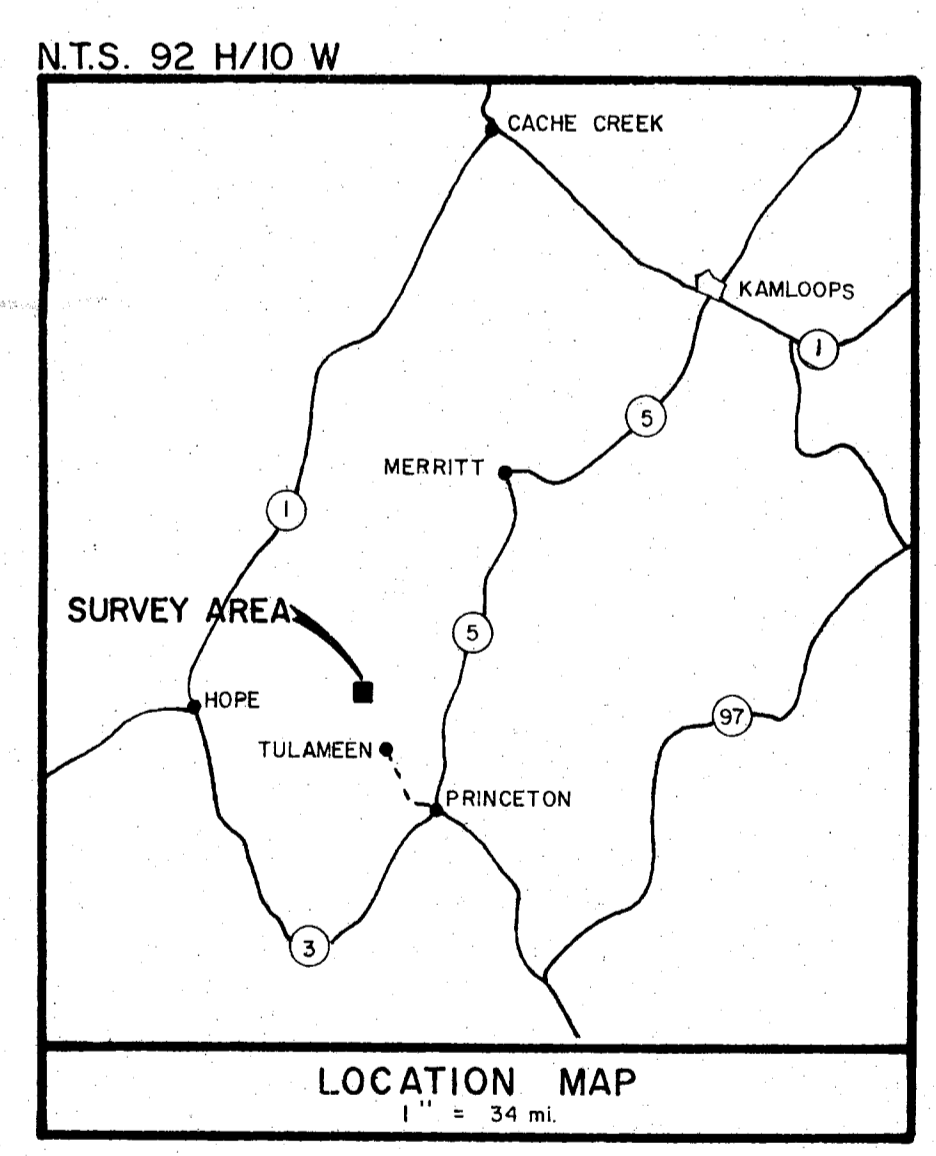 N.T.S. 92 H/10 W
CACHE CREEK
KAMLOOPS
1
5
MERRITT
1
SURVEY AREA
5
HOPE
97
TULAMEEN
PRINCETON
3
LOCATION MAP
1" = 34 mi.